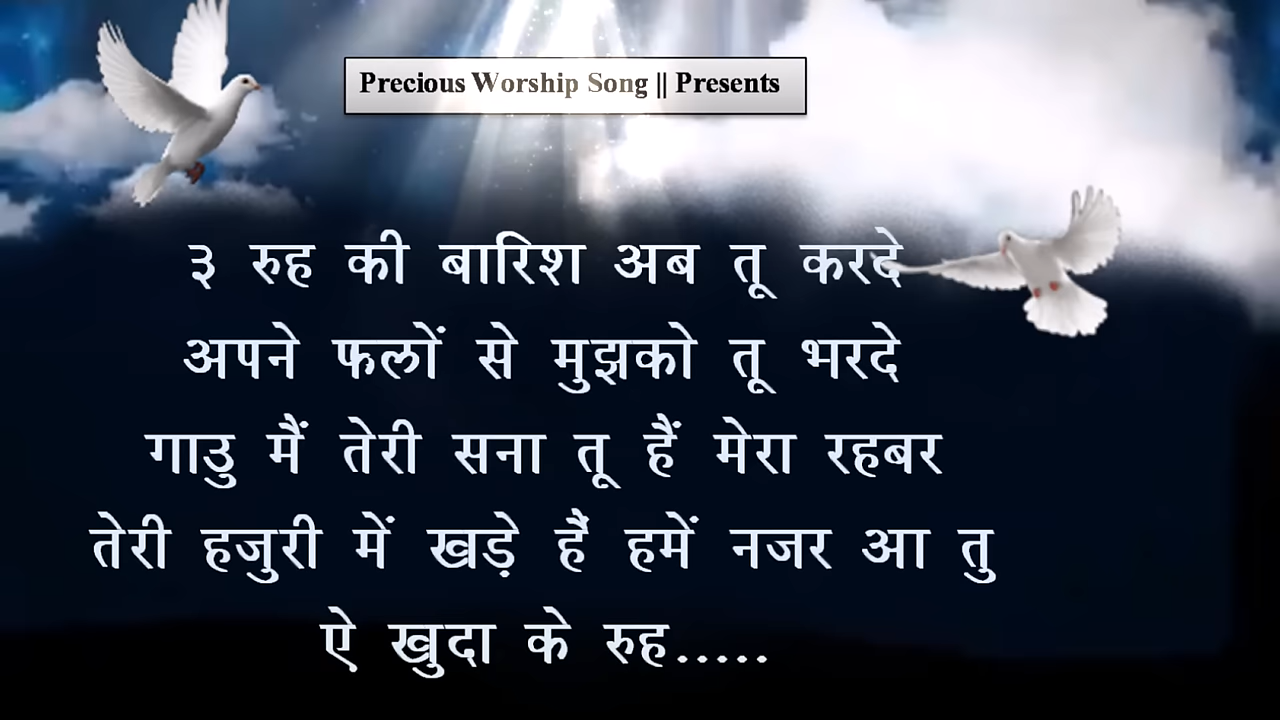 Precious Worship Song || Presents
३ रुह की बारिश अब तू करदे
अपने फलों से मुझको तू भरदे
गाउ मैं तेरी सना तू हैं मेरा रहबर
तेरी हजुरी में खड़े हैं हमें नजर आ तु
ऐ खुदा के रुह.....